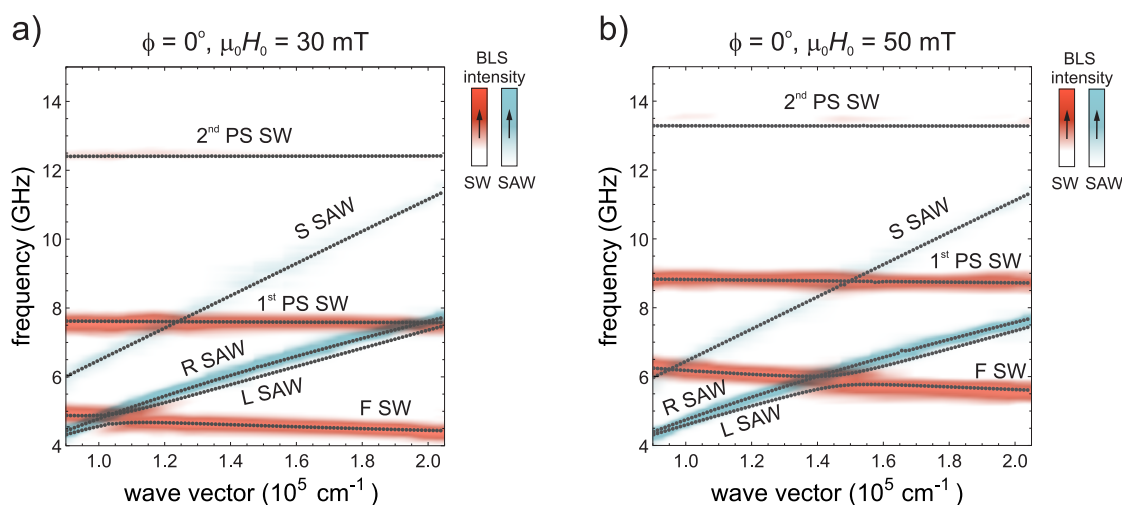 a)
ϕ = 0°, μ₀H₀ = 30 mT
BLS
intensity
SW SAW
14
12
10
8
6
4
frequency (GHz)
2ⁿᵈ PS SW
S SAW
1ˢᵗ PS SW
R SAW
L SAW
F SW
1.0 1.2 1.4 1.6 1.8 2.0
wave vector (10⁵ cm⁻¹)
b)
ϕ = 0°, μ₀H₀ = 50 mT
BLS
intensity
SW SAW
14
12
10
8
6
4
frequency (GHz)
2ⁿᵈ PS SW
S SAW
1ˢᵗ PS SW
R SAW
L SAW
F SW
1.0 1.2 1.4 1.6 1.8 2.0
wave vector (10⁵ cm⁻¹)